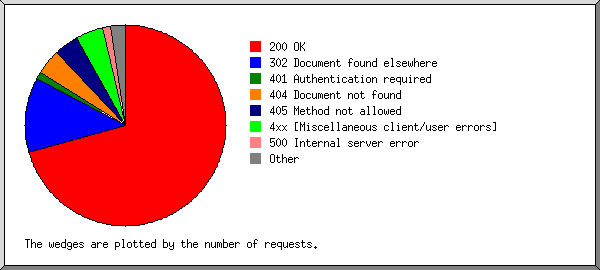 200 OK
302 Document found elsewhere
401 Authentication required
404 Document not found
405 Method not allowed
4xx [Miscellaneous client/user errors]
500 Internal server error
Other
The wedges are plotted by the number of requests.